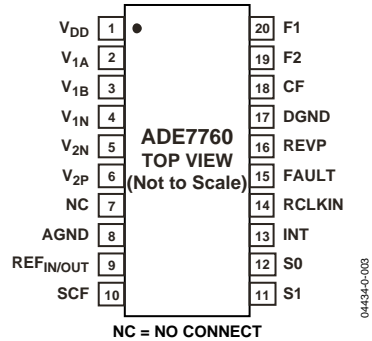 V_DD 1 20 F1
V_1A 2 19 F2
V_1B 3 18 CF
V_1N 4 17 DGND
V_2N 5 16 REVP
V_2P 6 15 FAULT
NC 7 14 RCLKIN
AGND 8 13 INT
REF_IN/OUT 9 12 S0
SCF 10 11 S1
ADE7760
TOP VIEW
(Not to Scale)
NC = NO CONNECT
04434-0-003